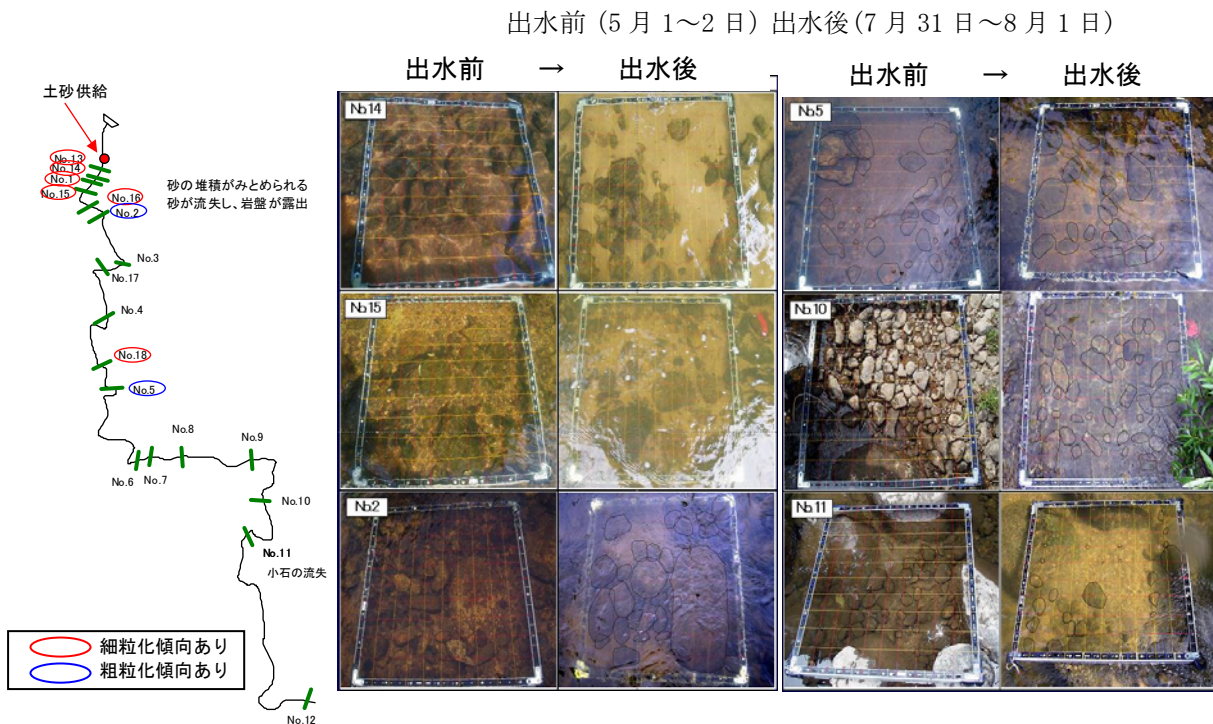 出水前 (5 月 1～2 日) 出水後(7 月 31 日～8 月 1 日)
出水前 → 出水後
出水前 → 出水後
土砂供給
No.13
No.14
No.1
No.15
No.16
No.2
砂の堆積がみとめられる
砂が流失し、岩盤が露出
No.3
No.17
No.4
No.18
No.5
No.8
No.9
No.6
No.7
No.10
No.11
小石の流失
No.12
細粒化傾向あり
粗粒化傾向あり
No.14
No.15
No.2
No.5
No.10
No.11